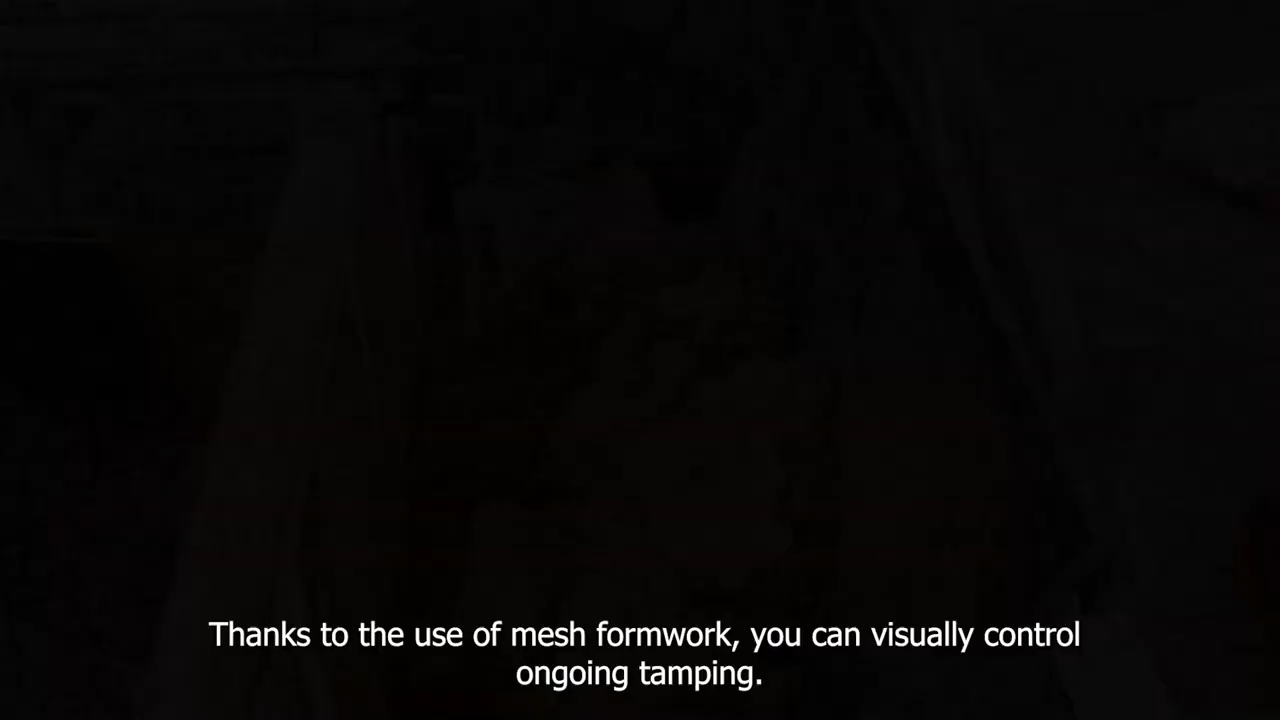 Thanks to the use of mesh formwork, you can visually control
ongoing tamping.